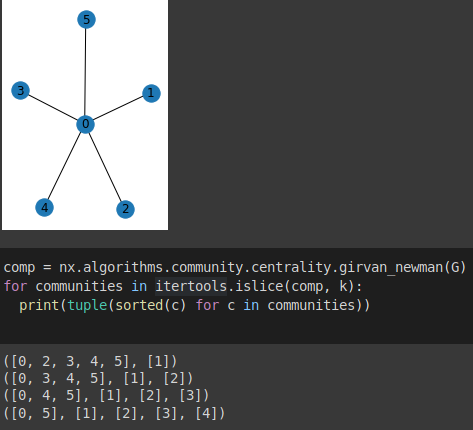 5
3
1
0
4
2
comp = nx.algorithms.community.centrality.girvan_newman(G)
for communities in itertools.islice(comp, k):
  print(tuple(sorted(c) for c in communities))
([0, 2, 3, 4, 5], [1])
([0, 3, 4, 5], [1], [2])
([0, 4, 5], [1], [2], [3])
([0, 5], [1], [2], [3], [4])